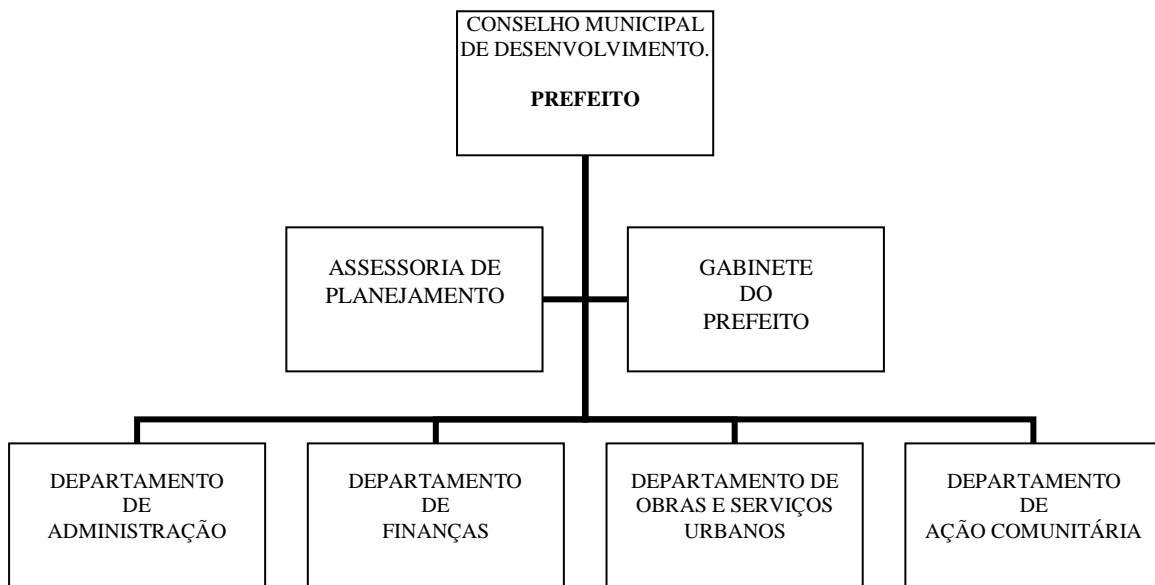 CONSELHO MUNICIPAL
DE DESENVOLVIMENTO.
PREFEITO
ASSESSORIA DE
PLANEJAMENTO
GABINETE
DO
PREFEITO
DEPARTAMENTO
DE
ADMINISTRAÇÃO
DEPARTAMENTO
DE
FINANÇAS
DEPARTAMENTO DE
OBRAS E SERVIÇOS
URBANOS
DEPARTAMENTO
DE
AÇÃO COMUNITÁRIA